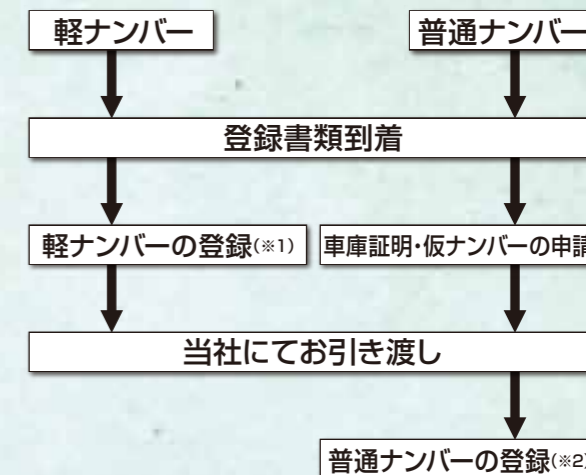 軽ナンバー
普通ナンバー
登録書類到着
軽ナンバーの登録(※1)
車庫証明・仮ナンバーの申請
当社にてお引き渡し
普通ナンバーの登録(※2)